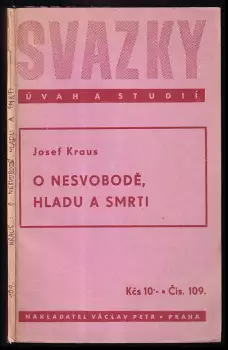 SVAZKY
ÚVAH A STUDIÍ
Josef Kraus
O NESVOBODĚ,
HLADU A SMRTI
Kčs 10·- • Čís. 109.
NAKLADATEL VÁCLAV PETR • PRAHA
KRAUS: O NESVOBODĚ HLADU A SMRTI
109.